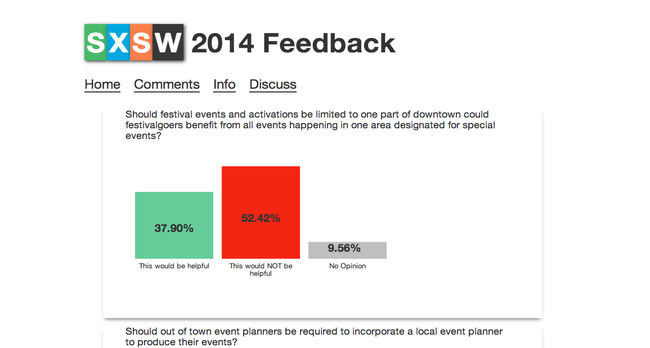 SXSW 2014 Feedback
Home Comments Info Discuss
Should festival events and activations be limited to one part of downtown could
festivalgoers benefit from all events happening in one area designated for special
events?
37.90% 52.42% 9.56%
This would be helpful This would NOT be No Opinion
helpful
Should out of town event planners be required to incorporate a local event planner
to produce their events?